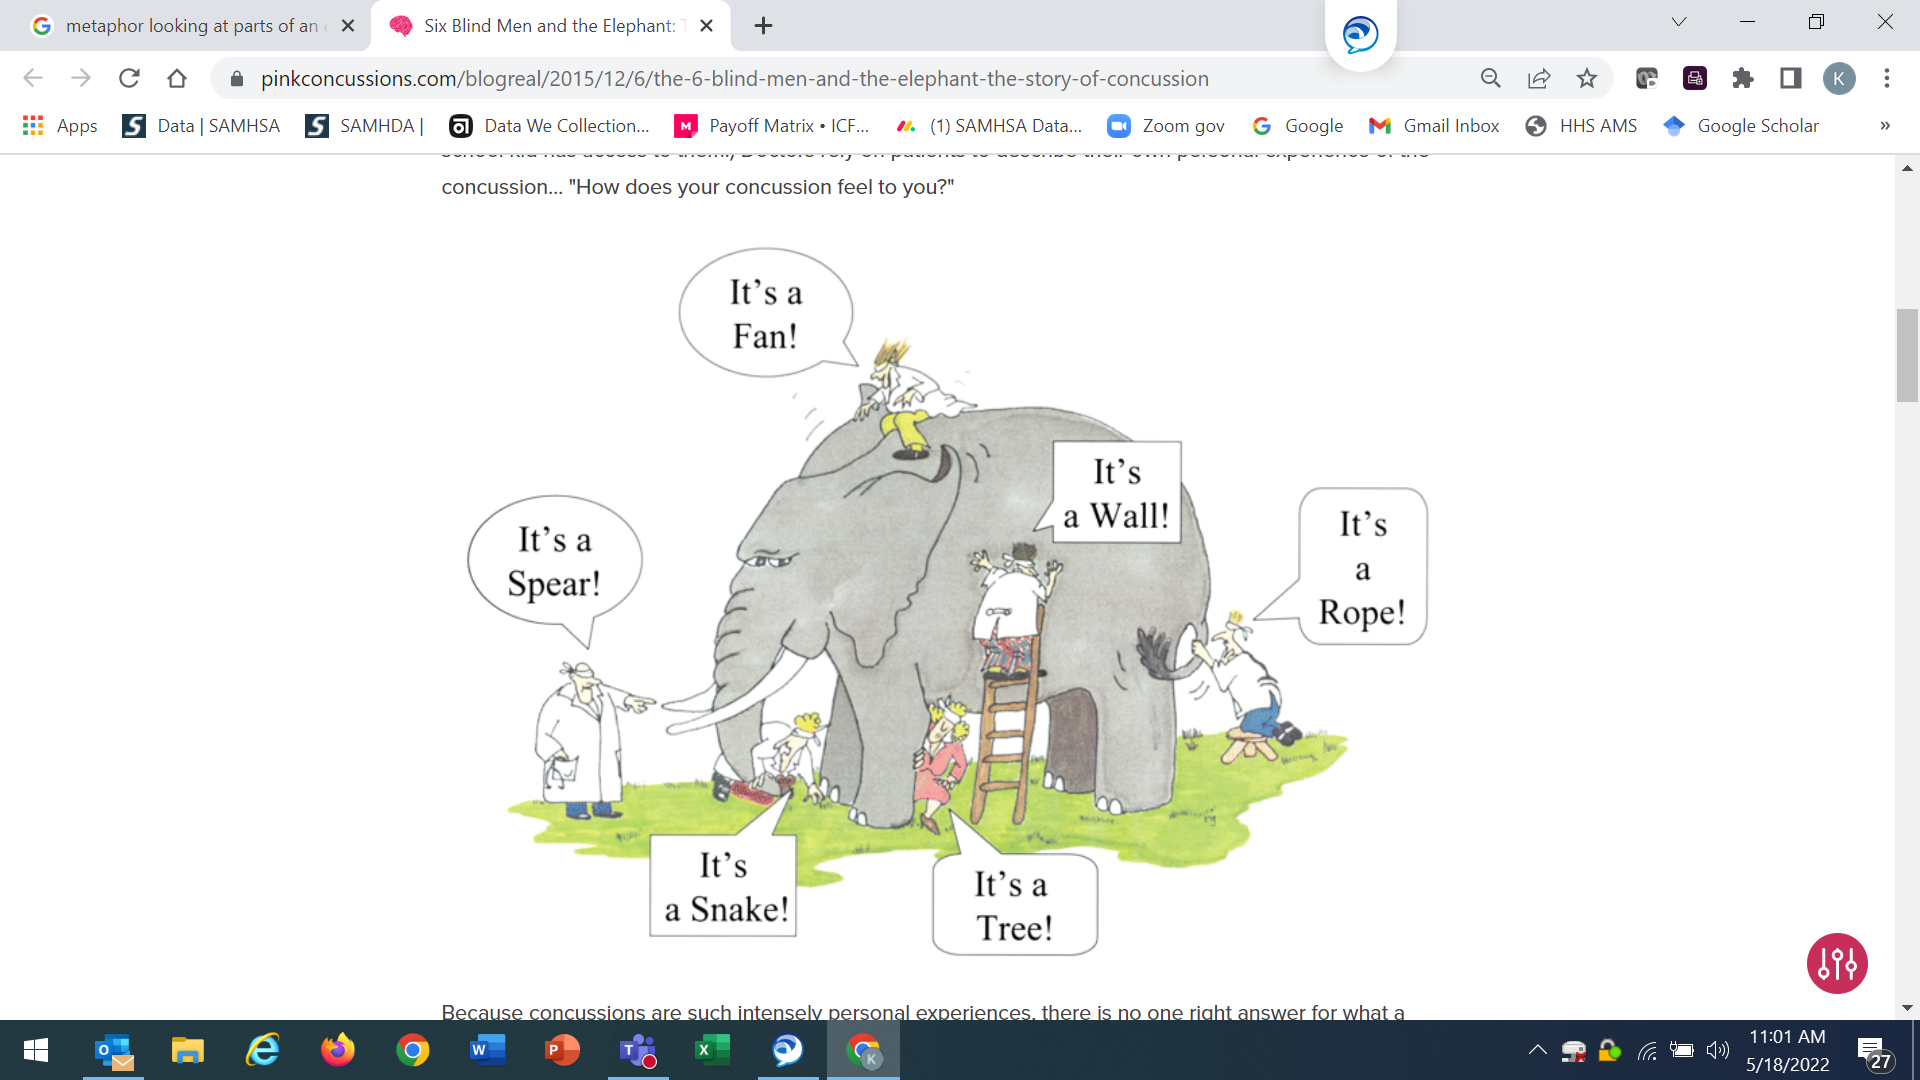 metaphor looking at parts of an
Six Blind Men and the Elephant:
pinkconcussions.com/blogreal/2015/12/6/the-6-blind-men-and-the-elephant-the-story-of-concussion
K
Apps
Data | SAMHSA
SAMHDA |
Data We Collection...
Payoff Matrix • ICF...
(1) SAMHSA Data...
Zoom gov
Google
Gmail Inbox
HHS AMS
Google Scholar
»
concussion... "How does your concussion feel to you?"
It's a
Fan!
It's
a Wall!
It's
a
Rope!
It's a
Spear!
It's
a Snake!
It's a
Tree!
Because concussions are such intensely personal experiences, there is no one right answer for what a
11:01 AM
5/18/2022
27